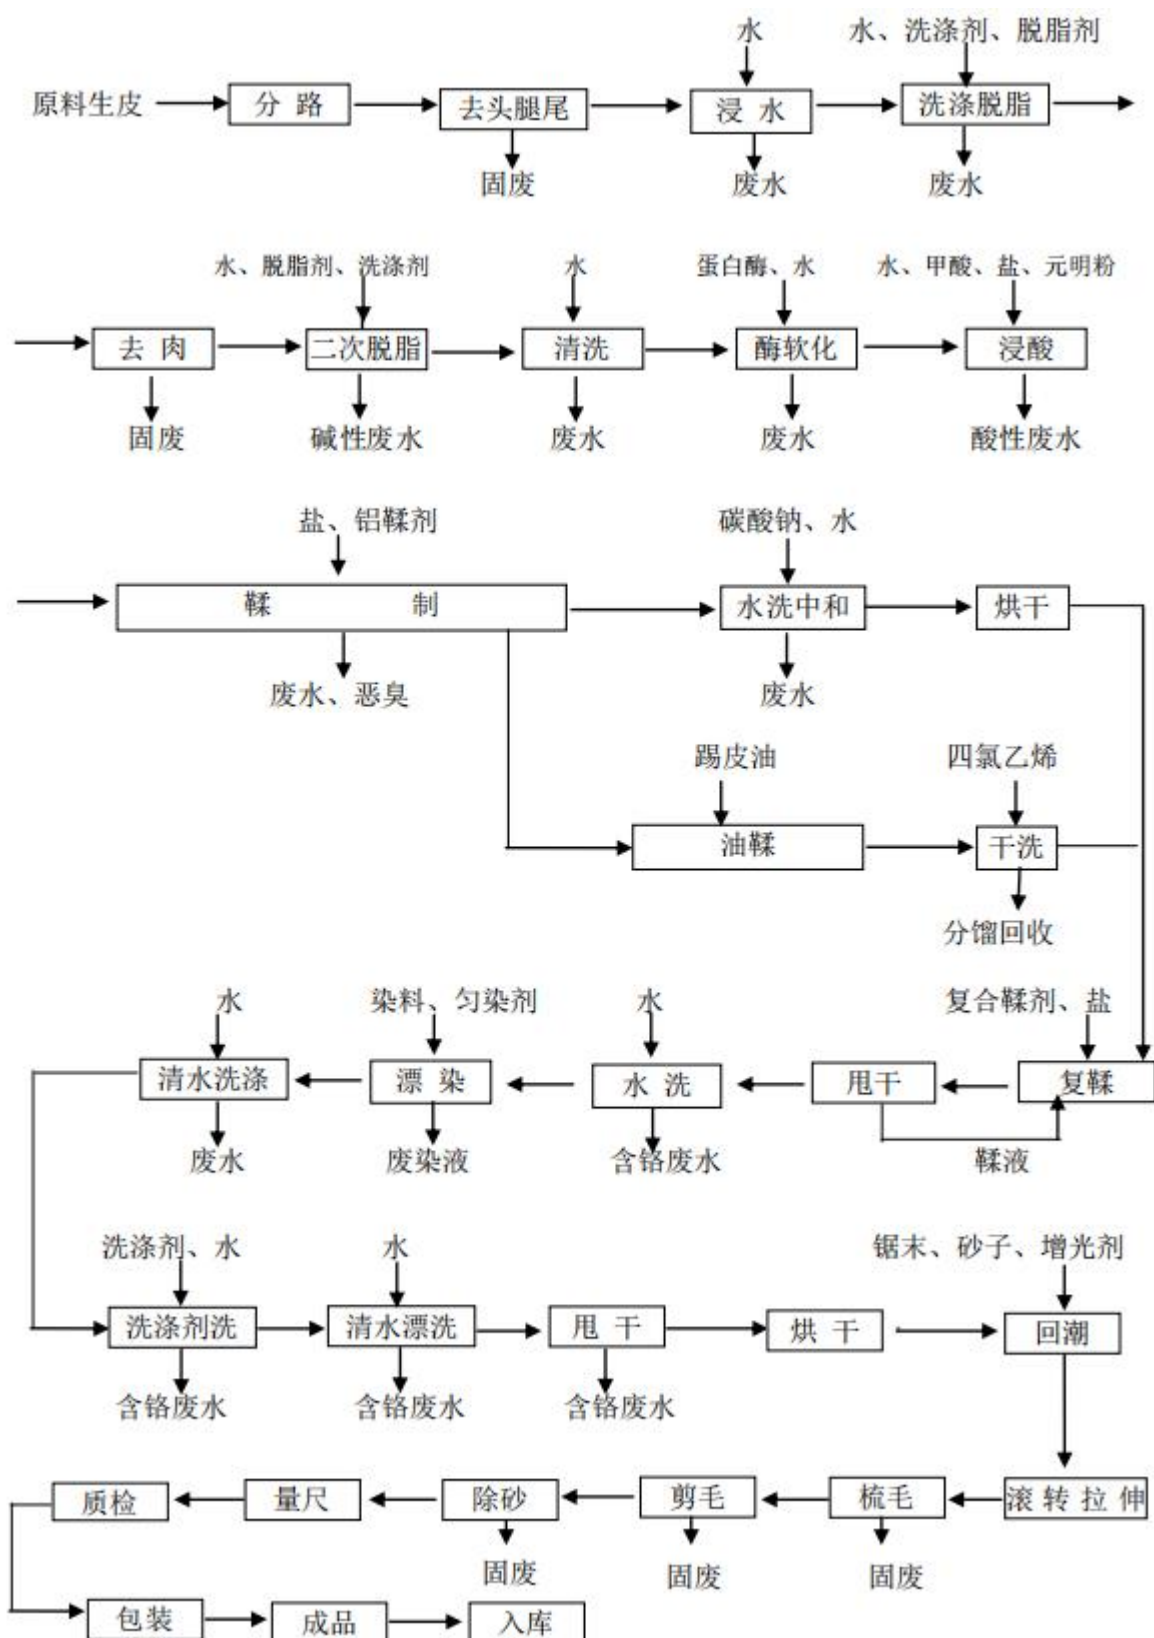 水 水、洗涤剂、脱脂剂
原料生皮 分 路 去头腿尾 浸 水 洗涤脱脂
固废 废水 废水
水、脱脂剂、洗涤剂 水 蛋白酶、水 水、甲酸、盐、元明粉
去 肉 二次脱脂 清洗 酶软化 浸酸
固废 碱性废水 废水 废水 酸性废水
盐、铝鞣剂 碳酸钠、水
鞣 制 水洗中和 烘干
废水、恶臭 废水
踢皮油 四氯乙烯
油鞣 干洗
分馏回收
水 染料、匀染剂 水 复合鞣剂、盐
清水洗涤 漂 染 水 洗 甩干 复鞣
废水 废染液 含铬废水 鞣液
洗涤剂、水 水 锯末、砂子、增光剂
洗涤剂洗 清水漂洗 甩 干 烘 干 回潮
含铬废水 含铬废水 含铬废水
质检 量尺 除砂 剪毛 梳毛 滚 转 拉 伸
固废 固废 固废
包装 成品 入库